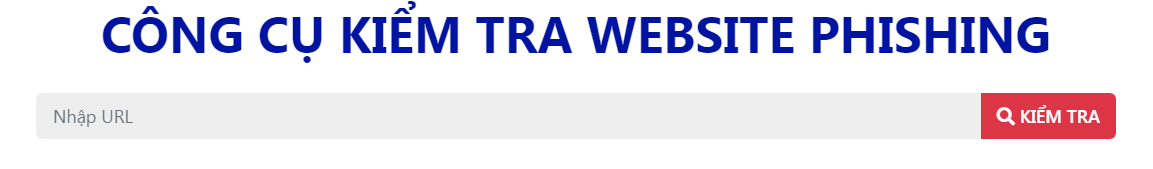 CÔNG CỤ KIỂM TRA WEBSITE PHISHING
Nhập URL
KIỂM TRA